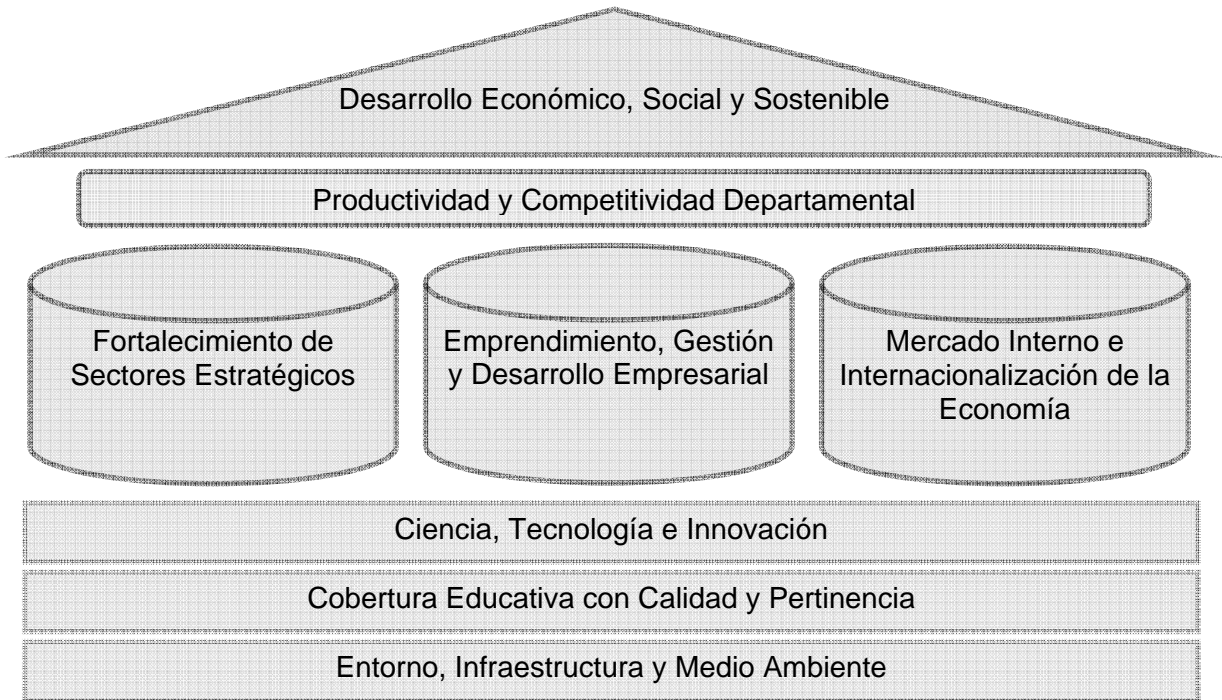 Desarrollo Económico, Social y Sostenible
Productividad y Competitividad Departamental
Fortalecimiento de
Sectores Estratégicos
Emprendimiento, Gestión
y Desarrollo Empresarial
Mercado Interno e
Internacionalización de la
Economía
Ciencia, Tecnología e Innovación
Cobertura Educativa con Calidad y Pertinencia
Entorno, Infraestructura y Medio Ambiente